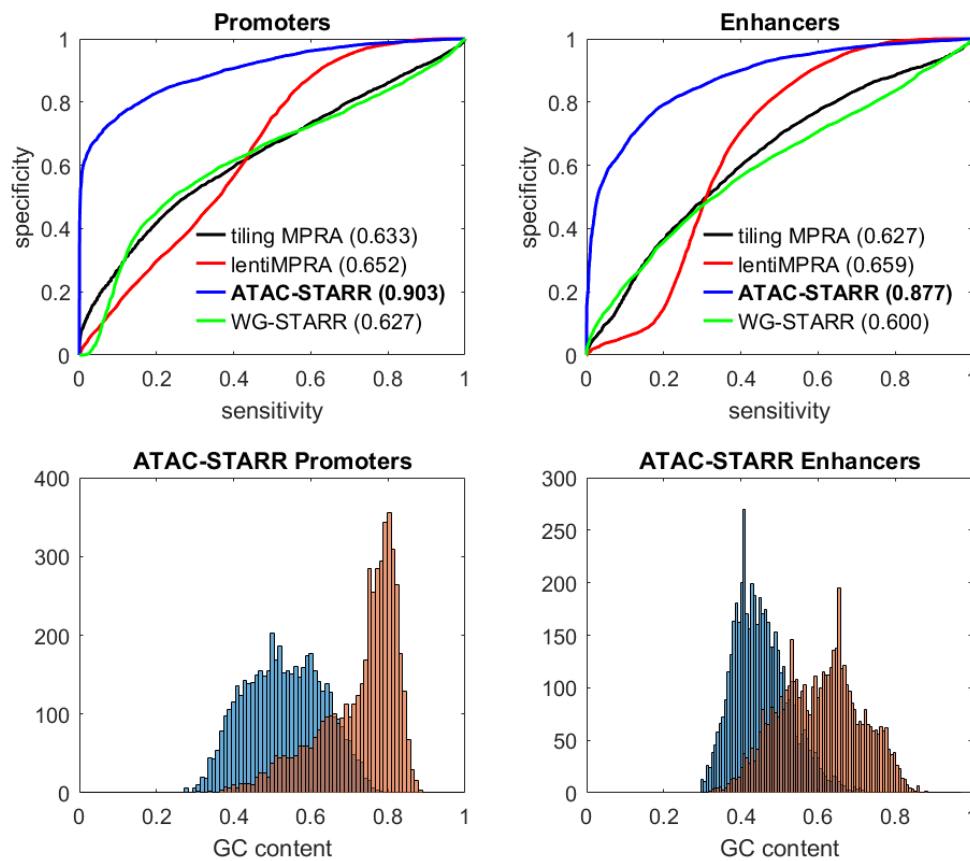 Promoters
1
0.8
0.6
0.4
0.2
0
specificity
tiling MPRA (0.633)
lentiMPRA (0.652)
ATAC-STARR (0.903)
WG-STARR (0.627)
0 0.2 0.4 0.6 0.8 1
sensitivity
Enhancers
1
0.8
0.6
0.4
0.2
0
specificity
tiling MPRA (0.627)
lentiMPRA (0.659)
ATAC-STARR (0.877)
WG-STARR (0.600)
0 0.2 0.4 0.6 0.8 1
sensitivity
ATAC-STARR Promoters
400
300
200
100
0
0 0.2 0.4 0.6 0.8 1
GC content
ATAC-STARR Enhancers
300
250
200
150
100
50
0
0 0.2 0.4 0.6 0.8 1
GC content